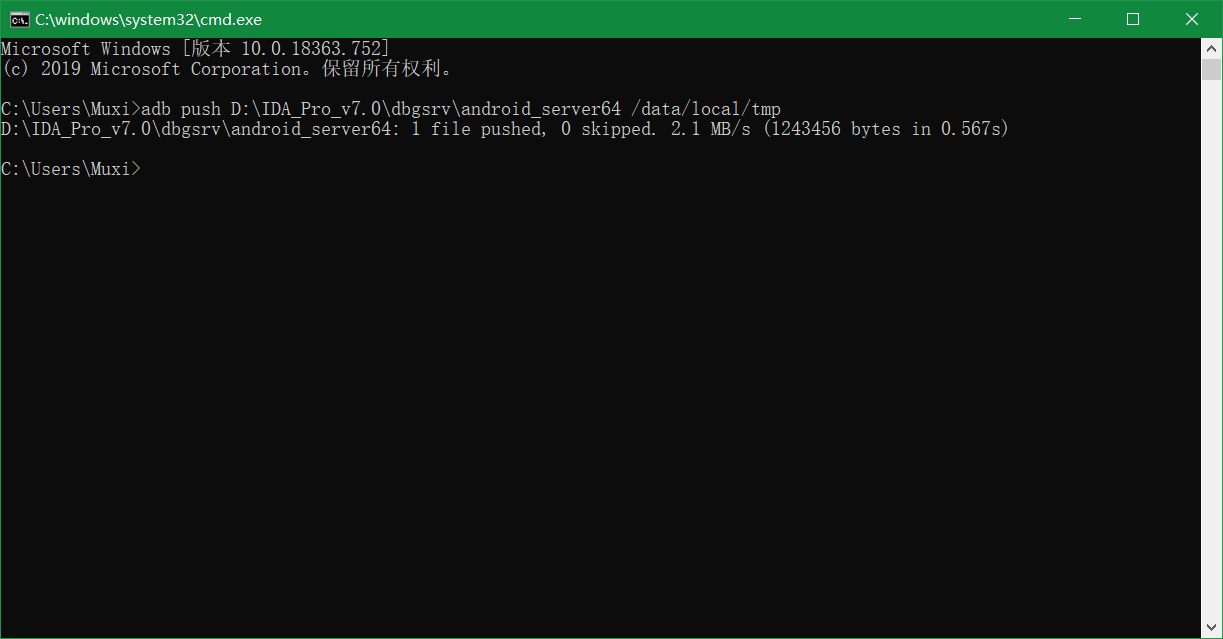 C:\windows\system32\cmd.exe
Microsoft Windows [版本 10.0.18363.752]
(c) 2019 Microsoft Corporation。保留所有权利。
C:\Users\Muxi>adb push D:\IDA_Pro_v7.0\dbgsrv\android_server64 /data/local/tmp
D:\IDA_Pro_v7.0\dbgsrv\android_server64: 1 file pushed, 0 skipped. 2.1 MB/s (1243456 bytes in 0.567s)
C:\Users\Muxi>